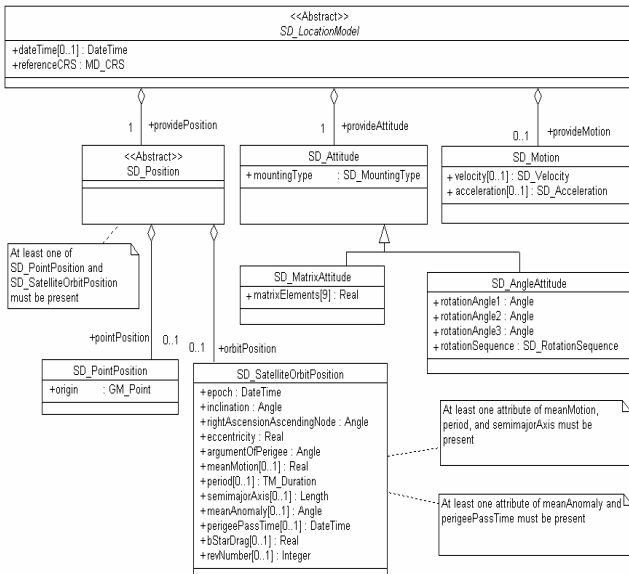 <<Abstract>>
SD_LocationModel
+dateTime[0..1] : DateTime
+referenceCRS : MD_CRS
1 +providePosition
1 +provideAttitude
0..1 +provideMotion
<<Abstract>>
SD_Position
SD_Attitude
+ mountingType : SD_MountingType
SD_Motion
+ velocity[0..1] : SD_Velocity
+ acceleration[0..1] : SD_Acceleration
At least one of
SD_PointPosition and
SD_SatelliteOrbitPosition
must be present
SD_MatrixAttitude
+ matrixElements[9] : Real
SD_AngleAttitude
+rotationAngle1 : Angle
+rotationAngle2 : Angle
+rotationAngle3 : Angle
+rotationSequence : SD_RotationSequence
+pointPosition 0..1
0..1 +orbitPosition
SD_PointPosition
+origin : GM_Point
SD_SatelliteOrbitPosition
+epoch : DateTime
+inclination : Angle
+rightAscensionAscendingNode : Angle
+eccentricity : Real
+argumentOfPerigee : Angle
+meanMotion[0..1] : Real
+period[0..1] : TM_Duration
+semimajorAxis[0..1] : Length
+meanAnomaly[0..1] : Angle
+perigeePassTime[0..1] : DateTime
+bStarDrag[0..1] : Real
+revNumber[0..1] : Integer
At least one attribute of meanMotion,
period, and semimajorAxis must be
present
At least one attribute of meanAnomaly and
perigeePassTime must be present